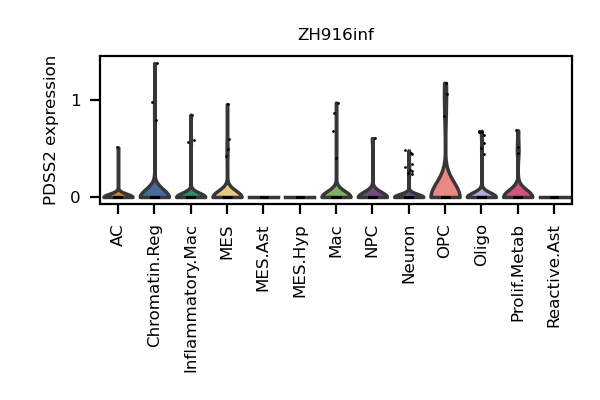 ZH916inf
PDSS2 expression
1
0
AC
Chromatin.Reg
Inflammatory.Mac
MES
MES.Ast
MES.Hyp
Mac
NPC
Neuron
OPC
Oligo
Prolif.Metab
Reactive.Ast